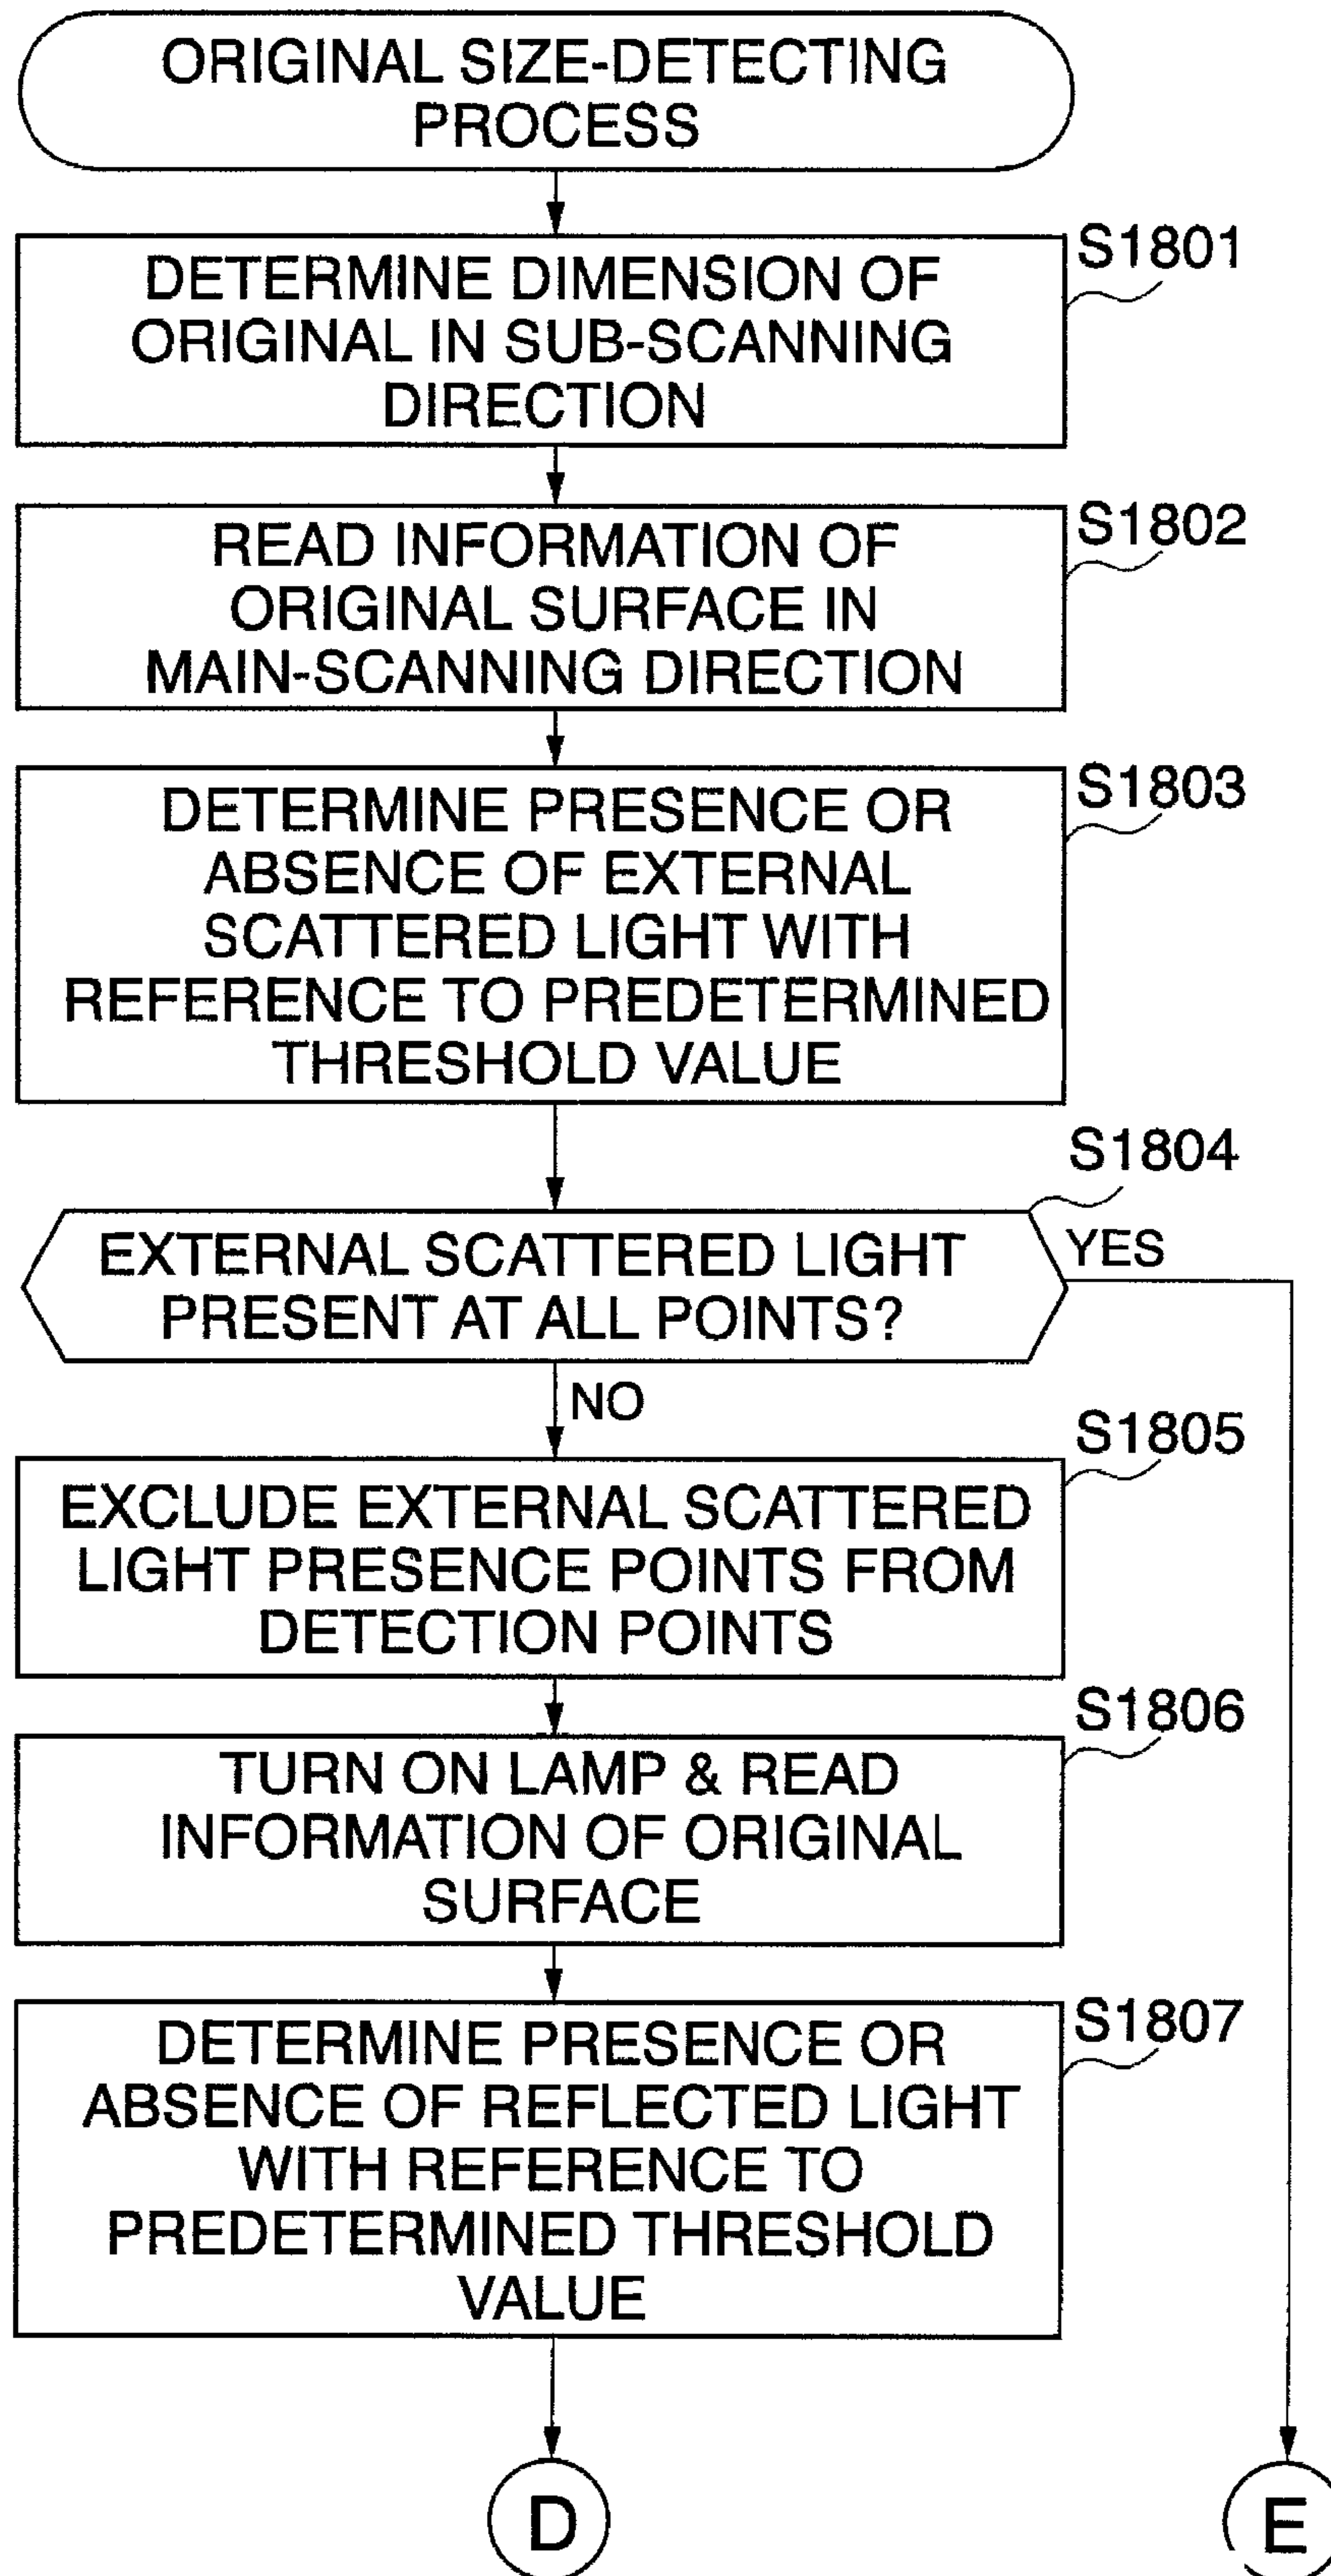 ORIGINAL SIZE-DETECTING
PROCESS
S1801
DETERMINE DIMENSION OF
ORIGINAL IN SUB-SCANNING
DIRECTION
S1802
READ INFORMATION OF
ORIGINAL SURFACE IN
MAIN-SCANNING DIRECTION
S1803
DETERMINE PRESENCE OR
ABSENCE OF EXTERNAL
SCATTERED LIGHT WITH
REFERENCE TO PREDETERMINED
THRESHOLD VALUE
S1804
EXTERNAL SCATTERED LIGHT
PRESENT AT ALL POINTS?
YES
NO
S1805
EXCLUDE EXTERNAL SCATTERED
LIGHT PRESENCE POINTS FROM
DETECTION POINTS
S1806
TURN ON LAMP & READ
INFORMATION OF ORIGINAL
SURFACE
S1807
DETERMINE PRESENCE OR
ABSENCE OF REFLECTED LIGHT
WITH REFERENCE TO
PREDETERMINED THRESHOLD
VALUE
D
E